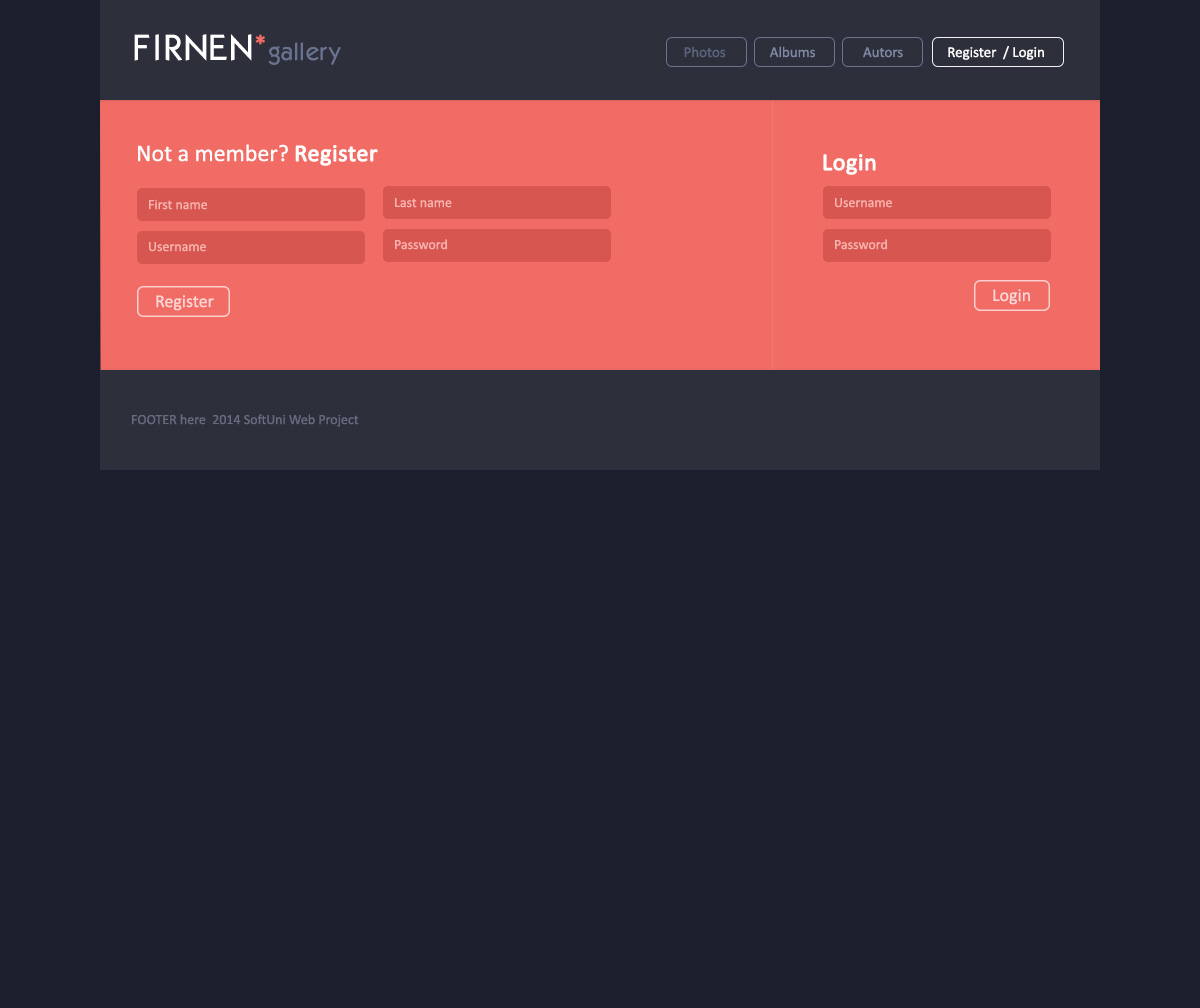 FIRNEN*gallery
Photos
Albums
Autors
Register / Login
Not a member? Register
First name
Last name
Username
Password
Register
Login
Username
Password
Login
FOOTER here 2014 SoftUni Web Project